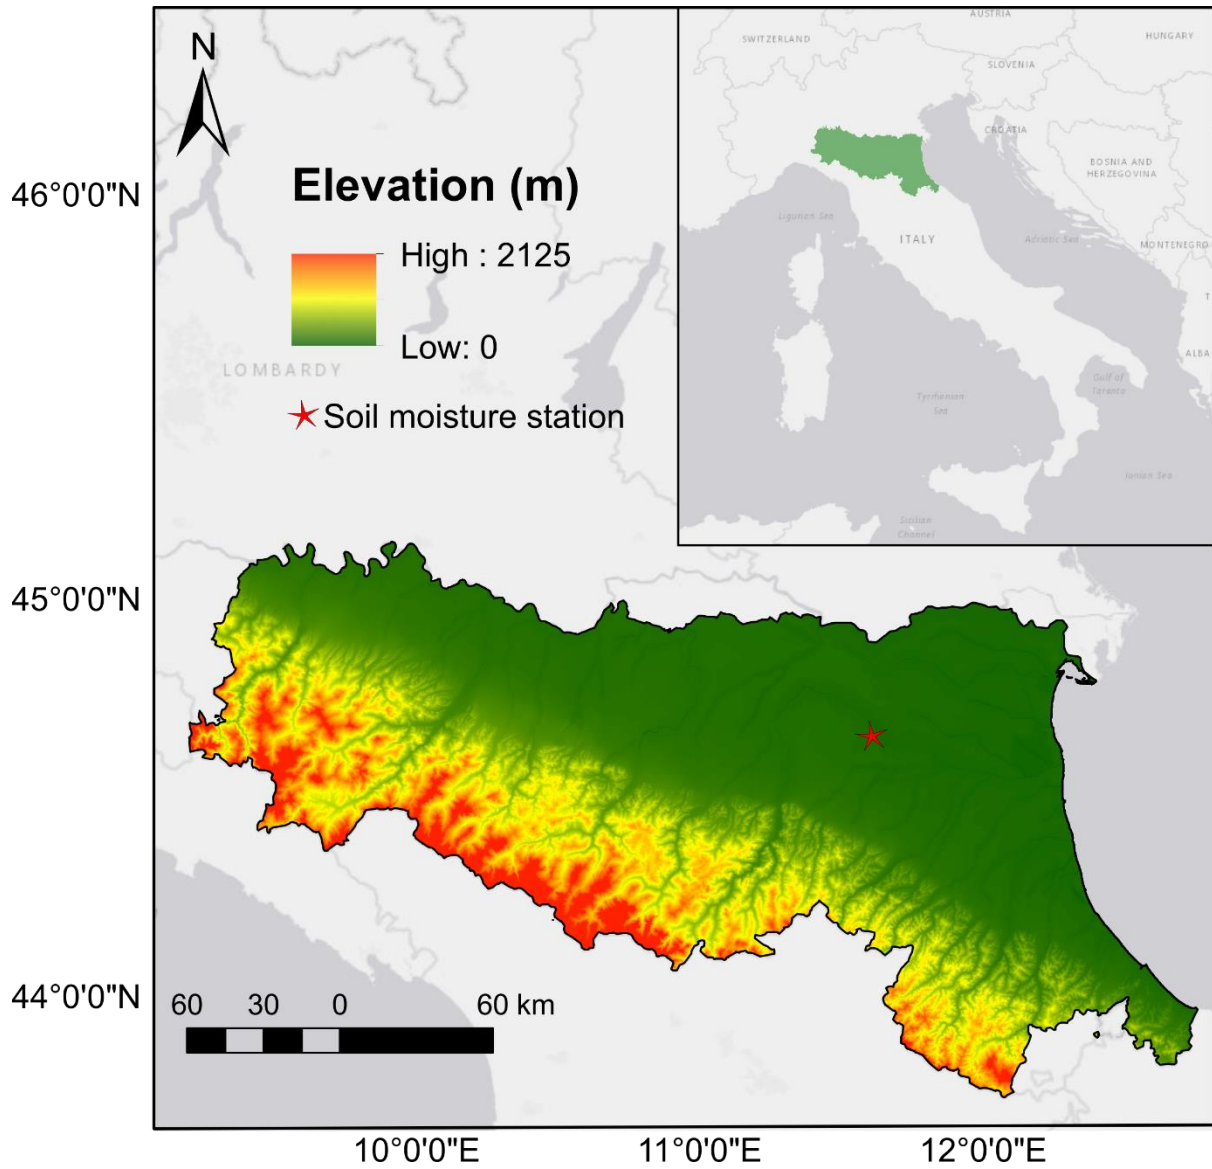 N
Elevation (m)
High : 2125
Low: 0
Soil moisture station
LOMBARDY
46°0'0"N
45°0'0"N
44°0'0"N
10°0'0"E
11°0'0"E
12°0'0"E
60 30 0 60 km
AUSTRIA
SWITZERLAND
HUNGARY
SLOVENIA
CROATIA
BOSNIA AND
HERZEGOVINA
Ligurian Sea
ITALY
Adriatic Sea
MONTENEGRO
T
ALBA
Gulf of
Taranto
Tyrrhenian
Sea
Ionian Sea
Sicilian
Channel